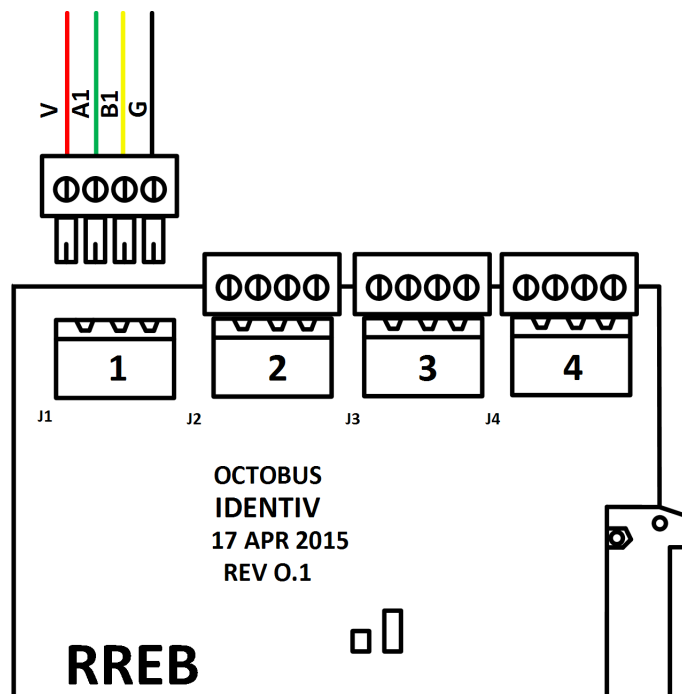 V
A1
B1
G
1
2
3
4
J1
J2
J3
J4
OCTOBUS
IDENTIV
17 APR 2015
REV O.1
RREB